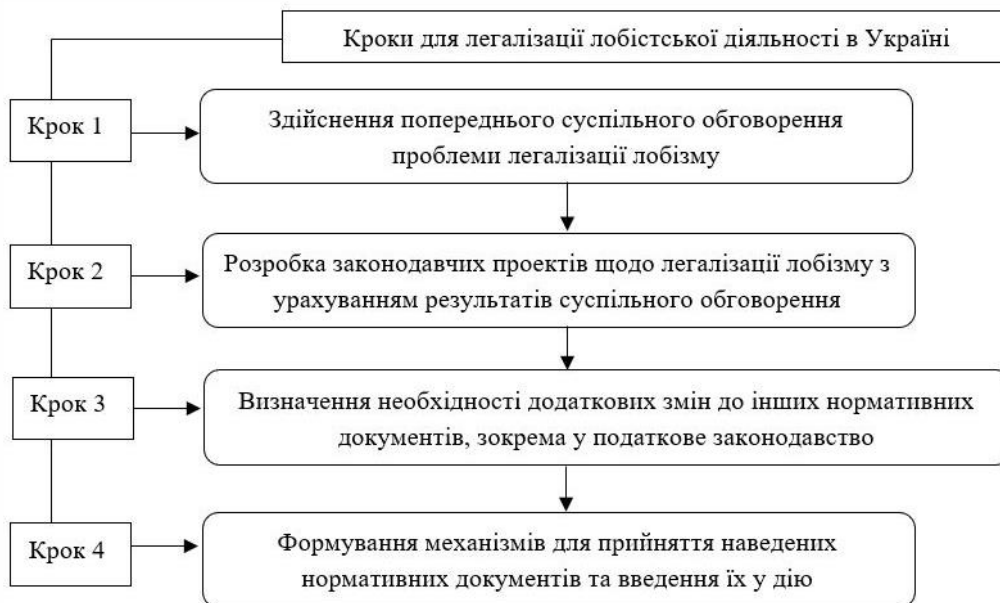 Кроки для легалізації лобістської діяльності в Україні
Крок 1
Здійснення попереднього суспільного обговорення
проблеми легалізації лобізму
Крок 2
Розробка законодавчих проектів щодо легалізації лобізму з
урахуванням результатів суспільного обговорення
Крок 3
Визначення необхідності додаткових змін до інших нормативних
документів, зокрема у податкове законодавство
Крок 4
Формування механізмів для прийняття наведених
нормативних документів та введення їх у дію